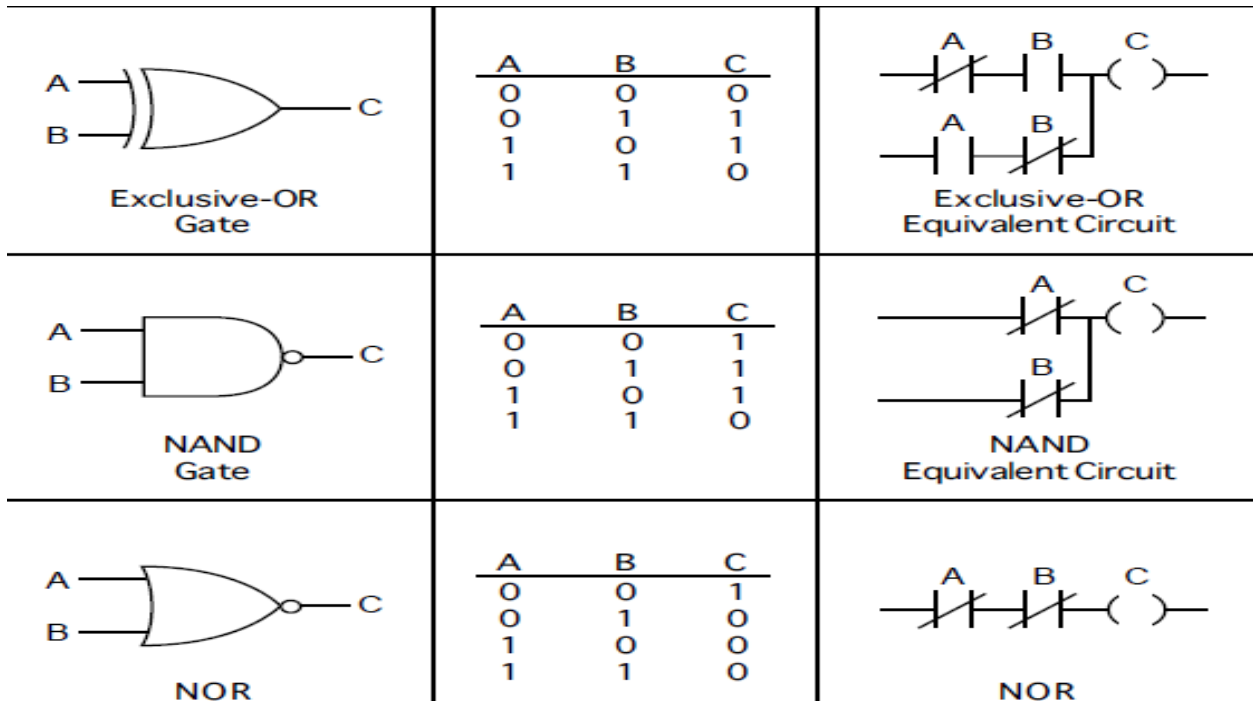 A
B
C
Exclusive-OR
Gate
A B C
0 0 0
0 1 1
1 0 1
1 1 0
A B C
A B
Exclusive-OR
Equivalent Circuit
A
B
C
NAND
Gate
A B C
0 0 1
0 1 1
1 0 1
1 1 0
A C
B
NAND
Equivalent Circuit
A
B
C
NOR
A B C
0 0 1
0 1 0
1 0 0
1 1 0
A B C
NOR